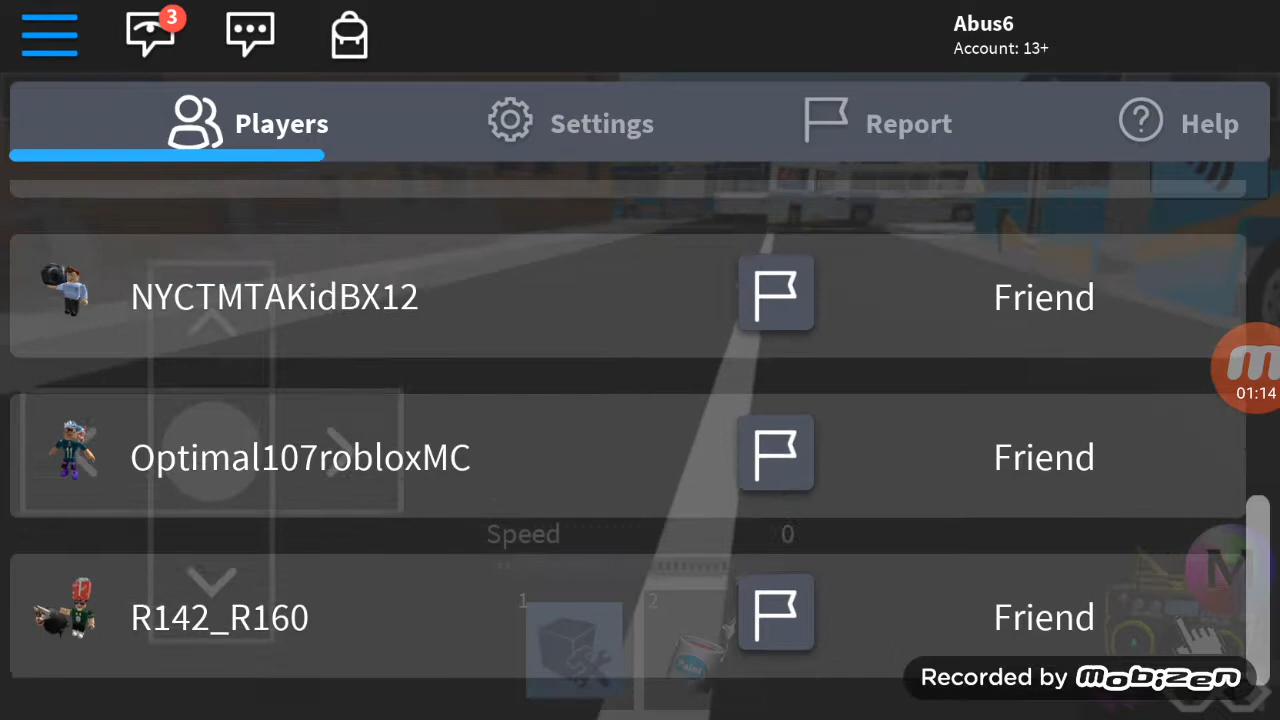 3
Abus6
Account: 13+
Players
Settings
Report
Help
NYCTMTAKidBX12
Friend
01:14
Optimal107robloxMC
Friend
Speed 0
1
2
Paint
M
R142_R160
Friend
Recorded by mobizen